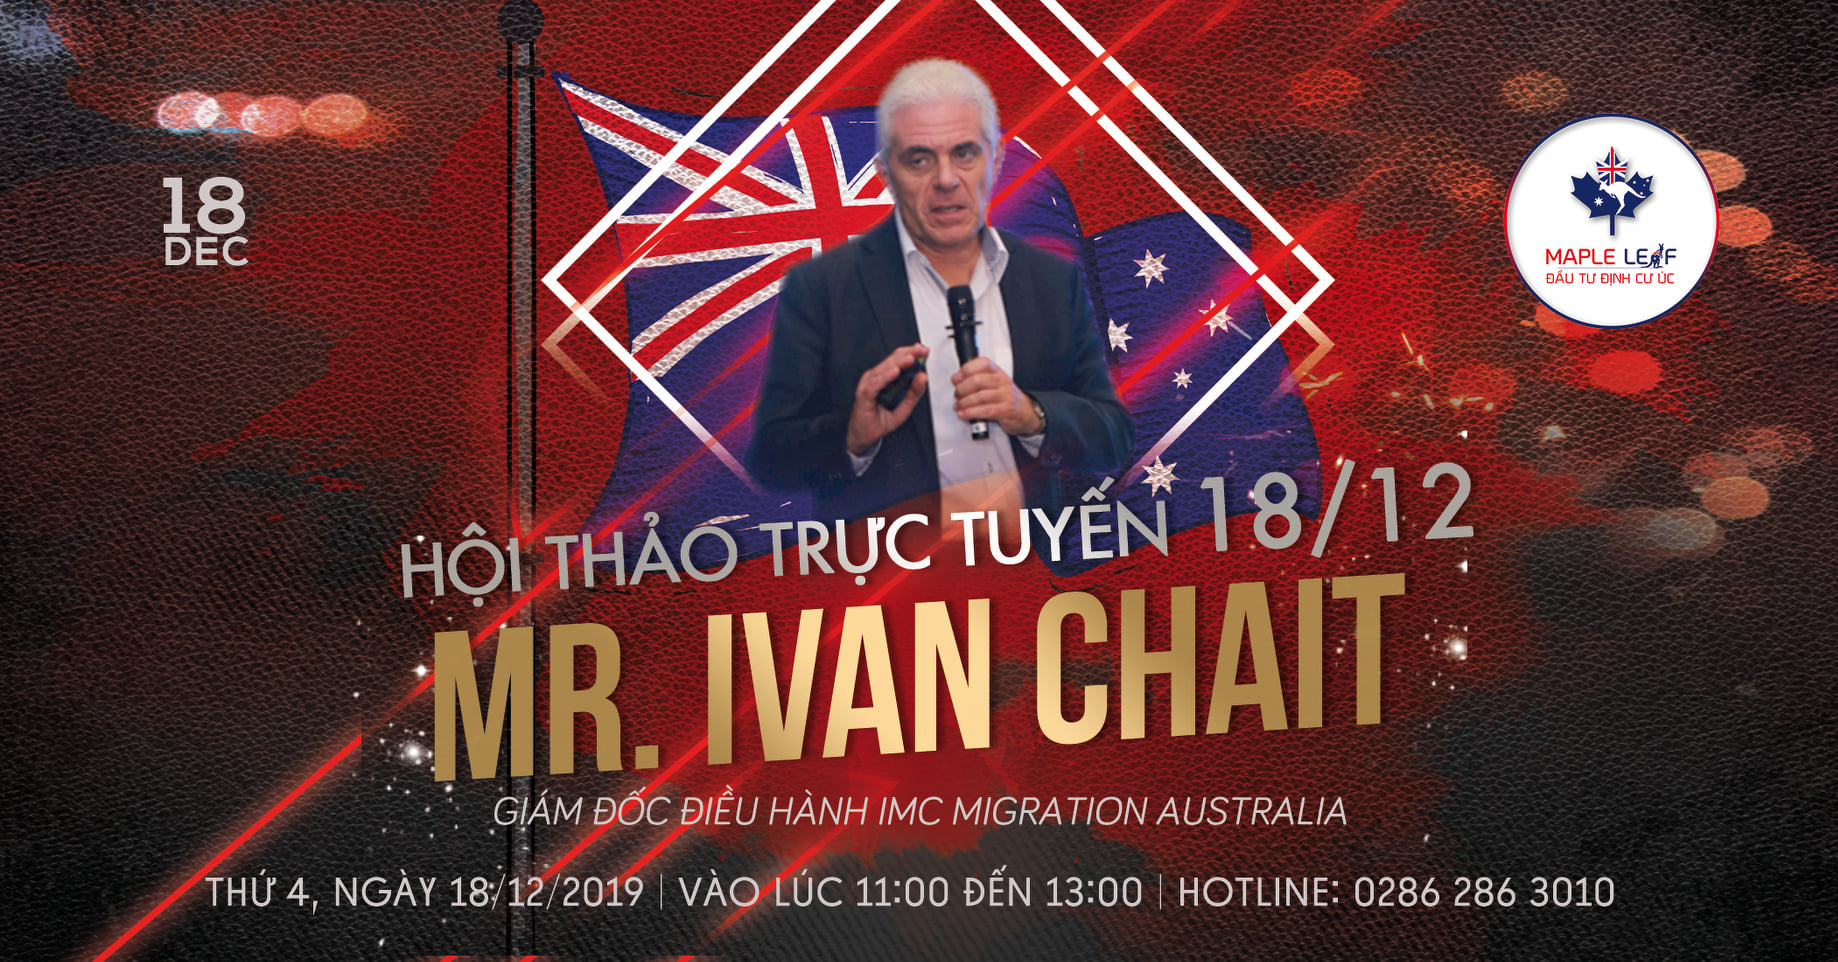 18
DEC
MAPLE LEAF
ĐẦU TƯ ĐỊNH CƯ ÚC
HỘI THẢO TRỰC TUYẾN 18/12
MR. IVAN CHAIT
GIÁM ĐỐC ĐIỀU HÀNH IMC MIGRATION AUSTRALIA
THỨ 4, NGÀY 18/12/2019 | VÀO LÚC 11:00 ĐẾN 13:00 | HOTLINE: 0286 286 3010